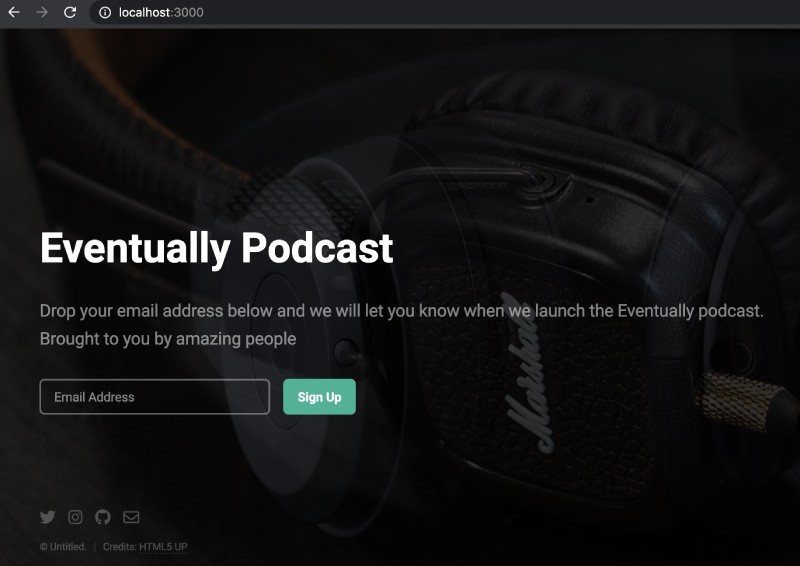 localhost:3000
Marshall
Eventually Podcast
Drop your email address below and we will let you know when we launch the Eventually podcast.
Brought to you by amazing people
Email Address
Sign Up
© Untitled. | Credits: HTML5 UP